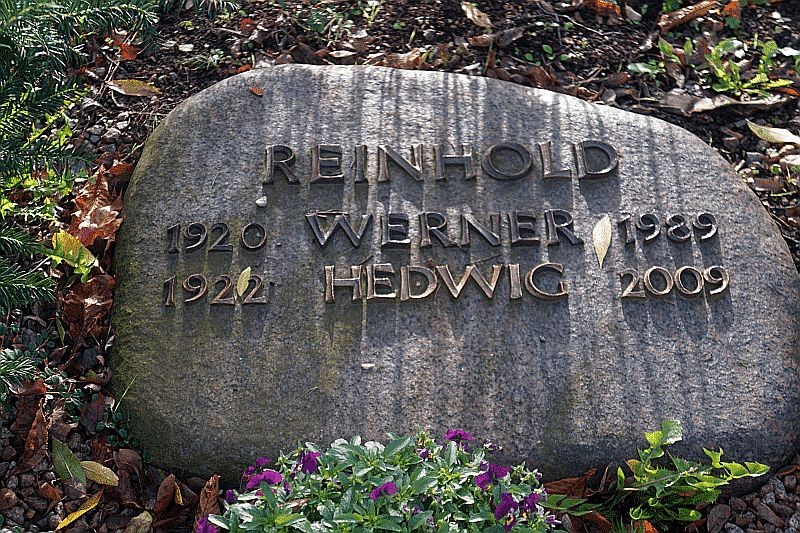 REINHOLD
1920 WERNER 1989
1922 HEDWIG 2009